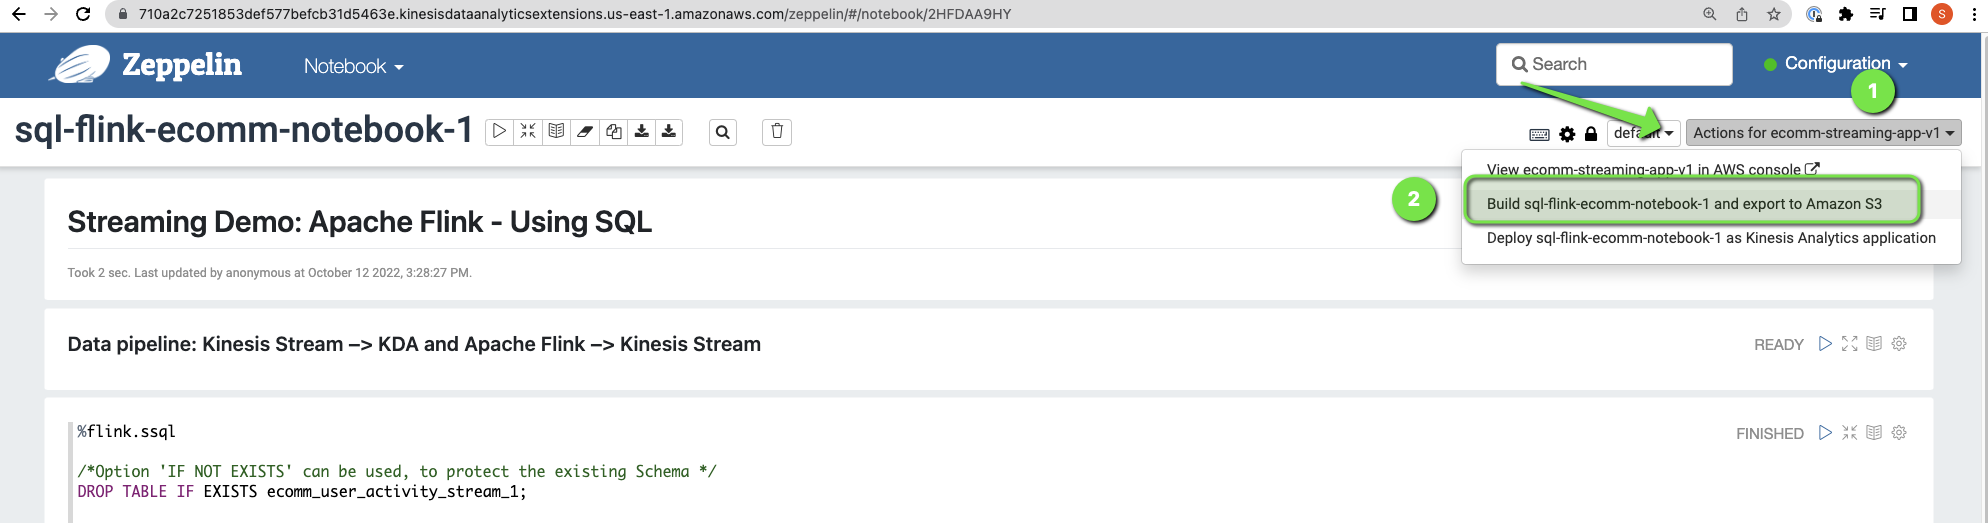 710a2c7251853def577befcb31d5463e.kinesisdataanalyticsextensions.us-east-1.amazonaws.com/zeppelin/#/notebook/2HFDAA9HY
S
Zeppelin
Notebook
Search
Configuration
1
sql-flink-ecomm-notebook-1
default
Actions for ecomm-streaming-app-v1
View ecomm-streaming-app-v1 in AWS console
2
Build sql-flink-ecomm-notebook-1 and export to Amazon S3
Deploy sql-flink-ecomm-notebook-1 as Kinesis Analytics application
Streaming Demo: Apache Flink - Using SQL
Took 2 sec. Last updated by anonymous at October 12 2022, 3:28:27 PM.
Data pipeline: Kinesis Stream –> KDA and Apache Flink –> Kinesis Stream
READY
%flink.ssql
FINISHED
/*Option 'IF NOT EXISTS' can be used, to protect the existing Schema */
DROP TABLE IF EXISTS ecomm_user_activity_stream_1;